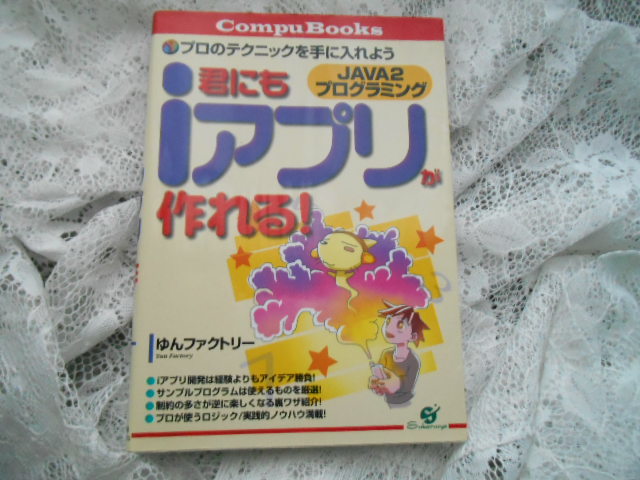 CompuBooks
プロのテクニックを手に入れよう
JAVA2
プログラミング
君にも
iアプリが
作れる!
ゆんファクトリー
Yun Factory
●iアプリ開発は経験よりもアイデア勝負!
●サンプルプログラムは使えるものを厳選!
●制約の多さが逆に楽しくなる裏ワザ紹介!
●プロが使うロジック/実践的ノウハウ満載!